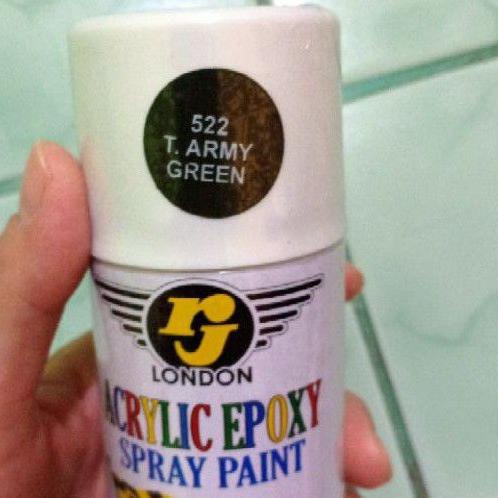 522
T. ARMY
GREEN
rj
LONDON
ACRYLIC EPOXY
SPRAY PAINT